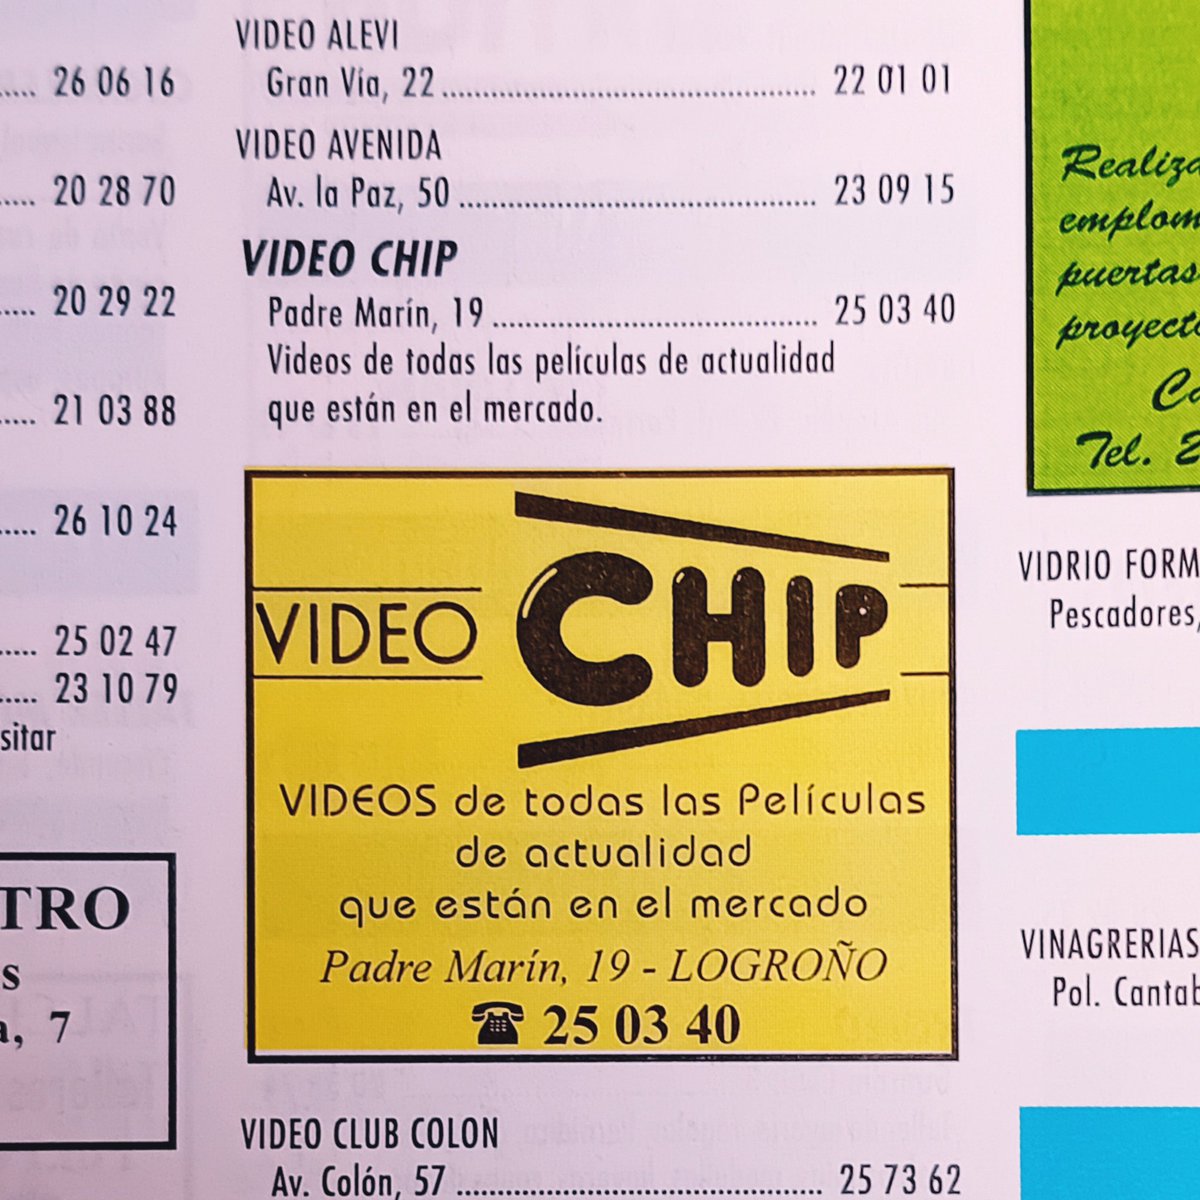 26 06 16
20 28 70
20 29 22
21 03 88
26 10 24
25 02 47
23 10 79
sitar
TRO
s
a, 7
VIDEO ALEVI
Gran Vía, 22 22 01 01
VIDEO AVENIDA
Av. la Paz, 50 23 09 15
VIDEO CHIP
Padre Marín, 19 25 03 40
Videos de todas las películas de actualidad
que están en el mercado.
VIDEO CHIP
VIDEOS de todas las Películas
de actualidad
que están en el mercado
Padre Marín, 19 - LOGROÑO
☎ 25 03 40
VIDEO CLUB COLON
Av. Colón, 57 25 73 62
Realiza
emplom
puertas
proyecto
Ca
Tel. 2
VIDRIO FORM
Pescadores,
VINAGRERIAS
Pol. Cantab